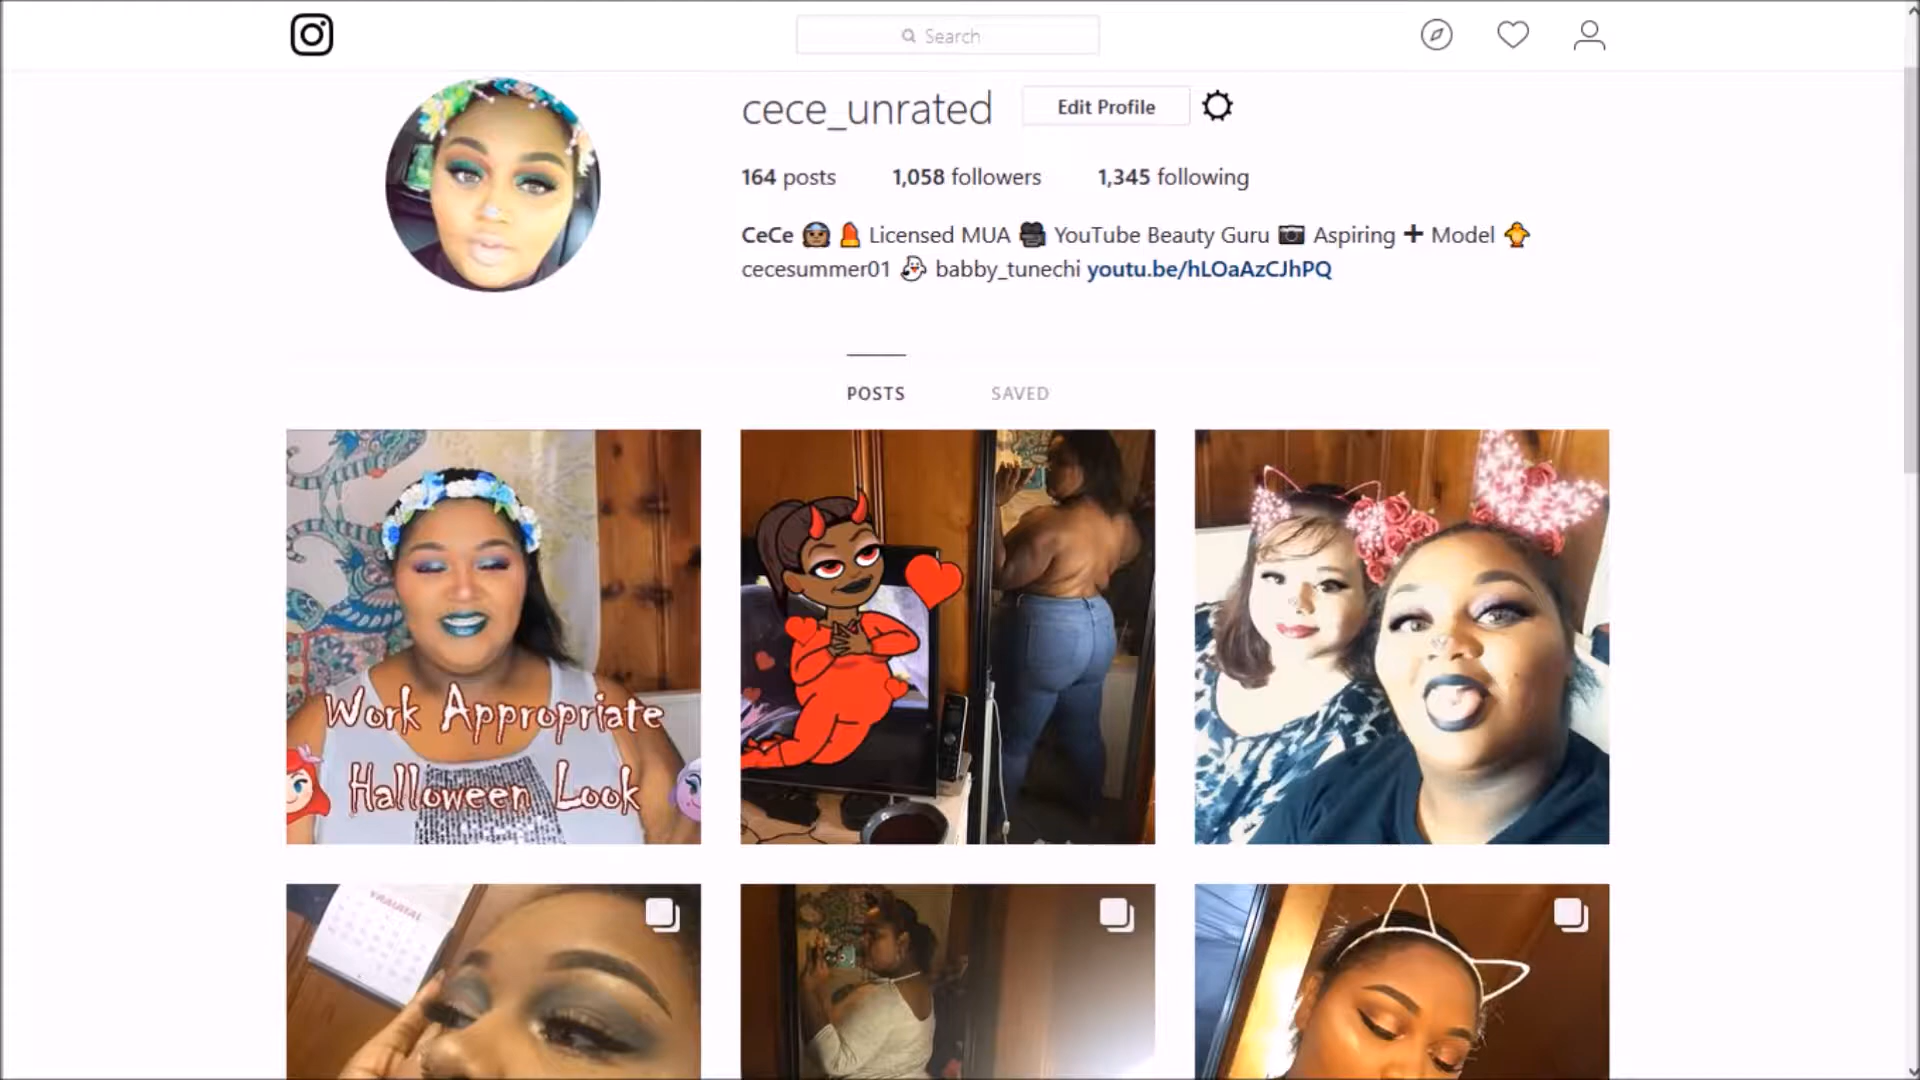 Search
cece_unrated
Edit Profile
164 posts
1,058 followers
1,345 following
CeCe Licensed MUA YouTube Beauty Guru Aspiring + Model
cecesummer01 babby_tunechi youtu.be/hLOaAzCJhPQ
POSTS
SAVED
Work Appropriate
Halloween Look